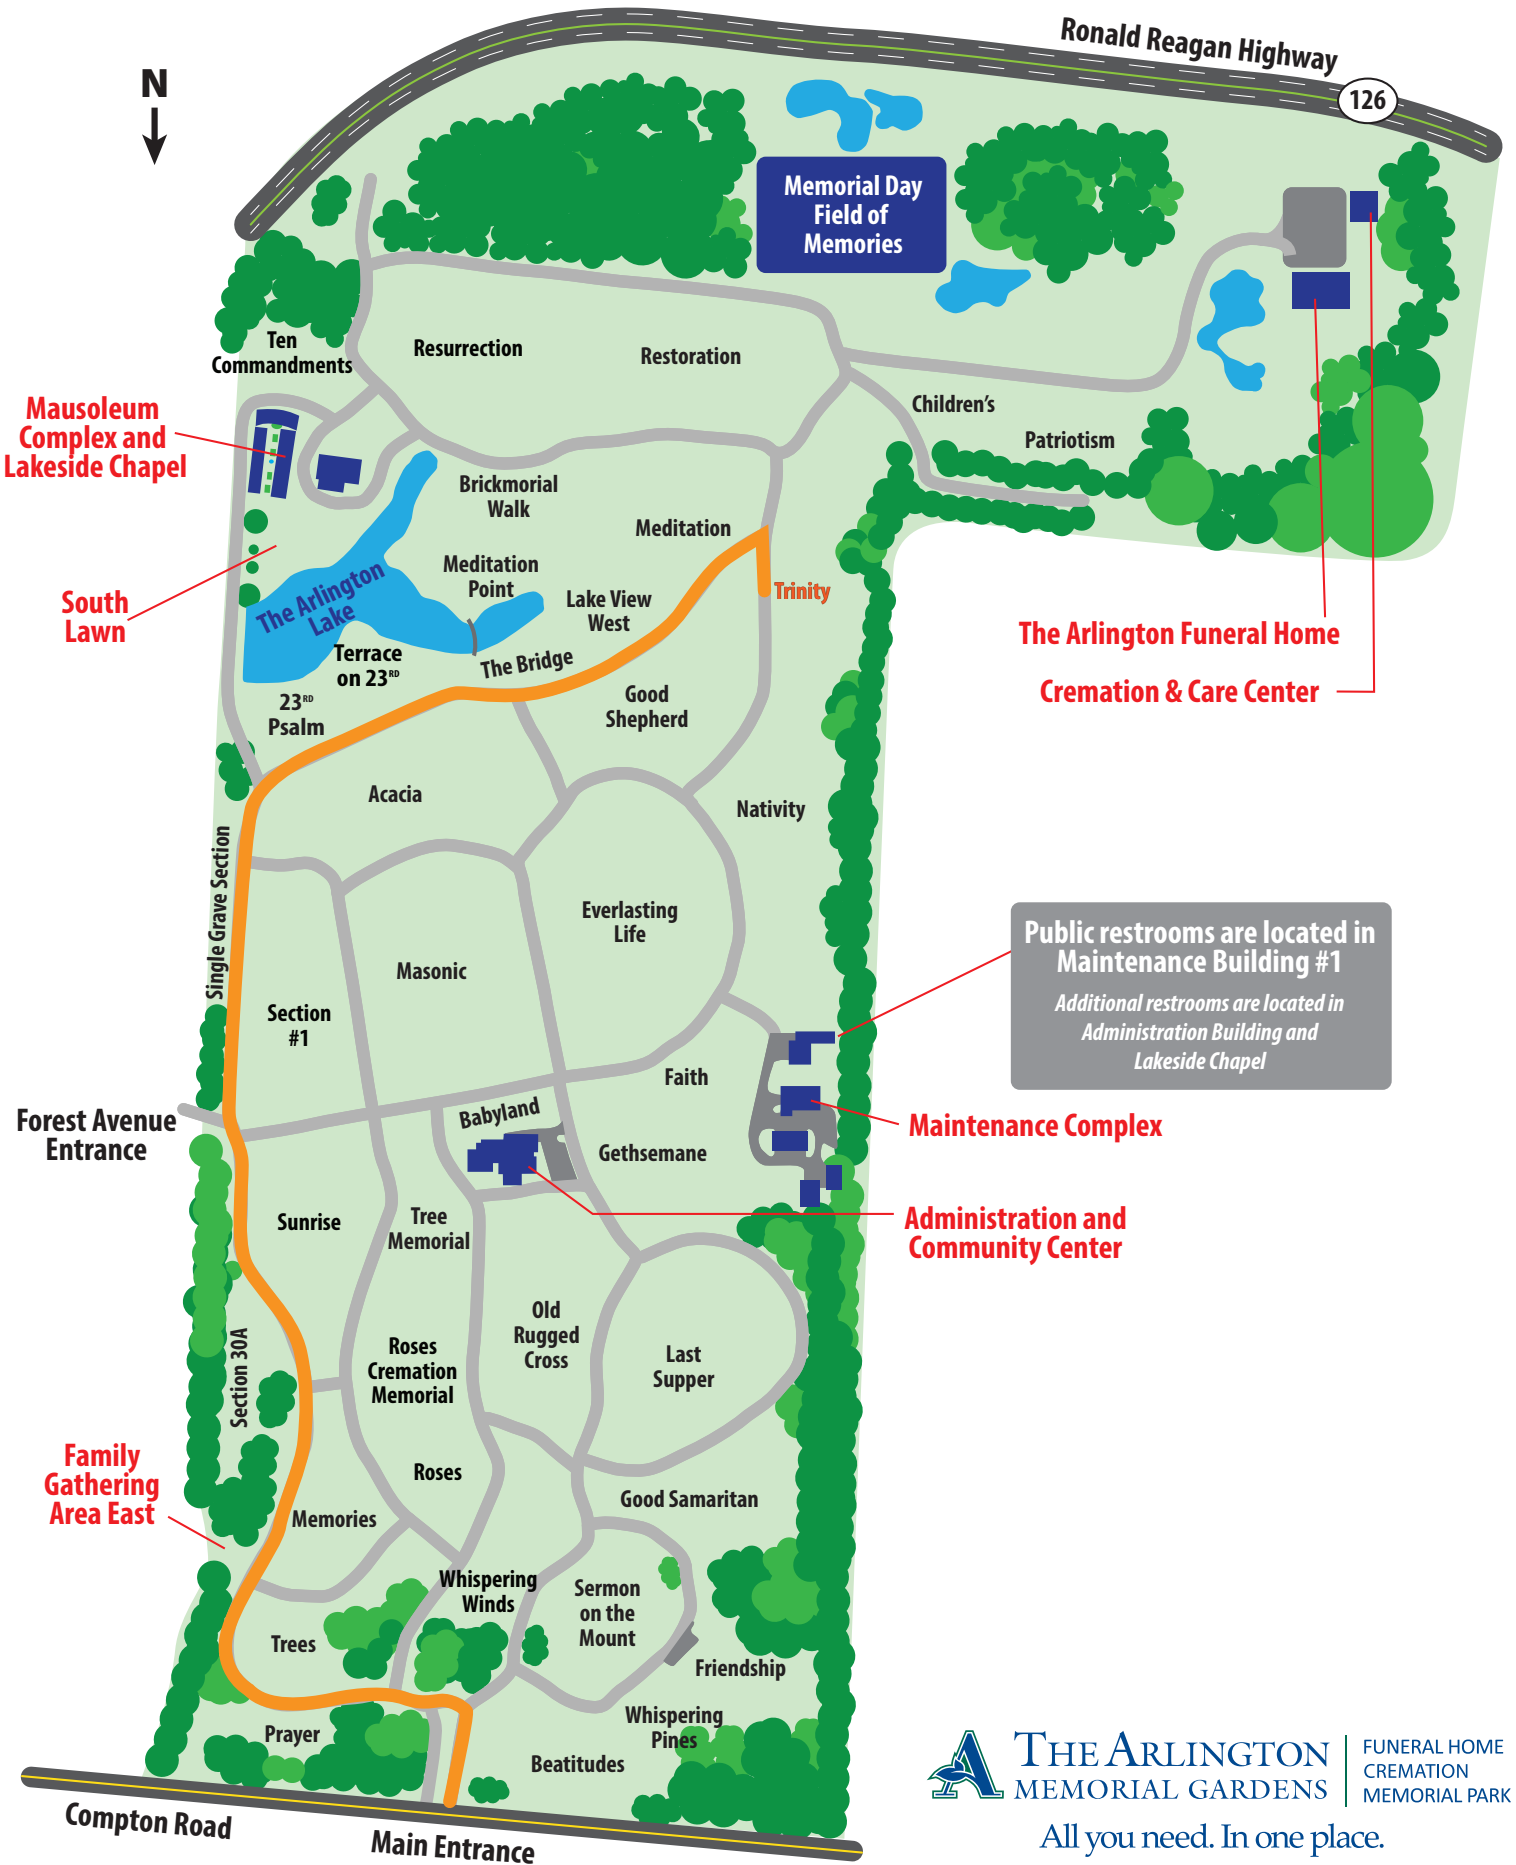 Ronald Reagan Highway
126
N
Memorial Day
Field of
Memories
Ten
Commandments
Resurrection
Restoration
Children's
Patriotism
Mausoleum
Complex and
Lakeside Chapel
Brickmorial
Walk
Meditation
Meditation
Point
The Arlington
Lake
South
Lawn
Lake View
West
Trinity
The Arlington Funeral Home
Cremation & Care Center
Terrace
on 23RD
The Bridge
23RD
Psalm
Good
Shepherd
Acacia
Nativity
Single Grave Section
Everlasting
Life
Masonic
Section
#1
Public restrooms are located in
Maintenance Building #1
Additional restrooms are located in
Administration Building and
Lakeside Chapel
Faith
Babyland
Forest Avenue
Entrance
Maintenance Complex
Gethsemane
Sunrise
Tree
Memorial
Administration and
Community Center
Old
Rugged
Cross
Roses
Cremation
Memorial
Last
Supper
Section 30A
Family
Gathering
Area East
Roses
Memories
Good Samaritan
Whispering
Winds
Sermon
on the
Mount
Trees
Friendship
Prayer
Whispering
Pines
Beatitudes
Compton Road
Main Entrance
A
THE ARLINGTON
MEMORIAL GARDENS
FUNERAL HOME
CREMATION
MEMORIAL PARK
All you need. In one place.